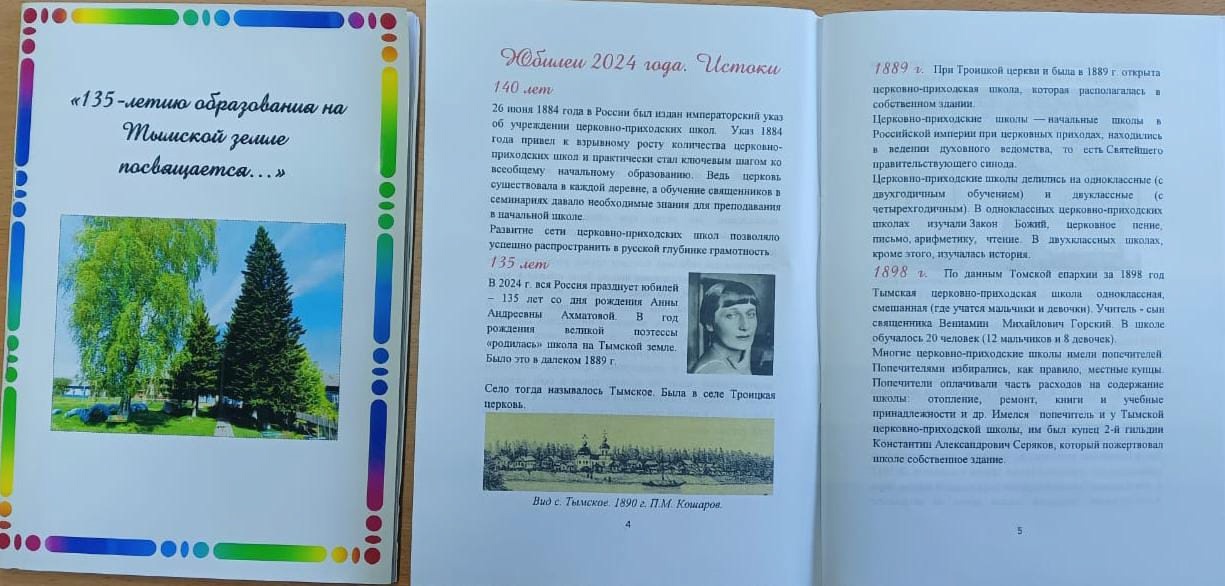 «135-летию образования на
Тымской земле
посвящается...»
Юбилеи 2024 года. Истоки
140 лет
26 июня 1884 года в России был издан императорский указ
об учреждении церковно-приходских школ. Указ 1884
года привел к взрывному росту количества церковно-
приходских школ и практически стал ключевым шагом ко
всеобщему начальному образованию. Ведь церковь
существовала в каждой деревне, а обучение священников в
семинариях давало необходимые знания для преподавания
в начальной школе.
Развитие сети церковно-приходских школ позволяло
успешно распространить в русской глубинке грамотность.
135 лет
В 2024 г. вся Россия празднует юбилей
– 135 лет со дня рождения Анны
Андреевны Ахматовой. В год
рождения великой поэтессы
«родилась» школа на Тымской земле.
Было это в далеком 1889 г.
Село тогда называлось Тымское. Была в селе Троицкая
церковь.
Вид с. Тымское. 1890 г. П.М. Кошаров.
4
1889 г. При Троицкой церкви и была в 1889 г. открыта
церковно-приходская школа, которая располагалась в
собственном здании.
Церковно-приходские школы — начальные школы в
Российской империи при церковных приходах, находились
в ведении духовного ведомства, то есть Святейшего
правительствующего синода.
Церковно-приходские школы делились на одноклассные (с
двухгодичным обучением) и двуклассные (с
четырехгодичным). В одноклассных церковно-приходских
школах изучали Закон Божий, церковное пение,
письмо, арифметику, чтение. В двухклассных школах,
кроме этого, изучалась история.
1898 г. По данным Томской епархии за 1898 год
Тымская церковно-приходская школа одноклассная,
смешанная (где учатся мальчики и девочки). Учитель - сын
священника Вениамин Михайлович Горский. В школе
обучалось 20 человек (12 мальчиков и 8 девочек).
Многие церковно-приходские школы имели попечителей.
Попечителями избирались, как правило, местные купцы.
Попечители оплачивали часть расходов на содержание
школы: отопление, ремонт, книги и учебные
принадлежности и др. Имелся попечитель и у Тымской
церковно-приходской школы, им был купец 2-й гильдии
Константин Александрович Серяков, который пожертвовал
школе собственное здание.
5